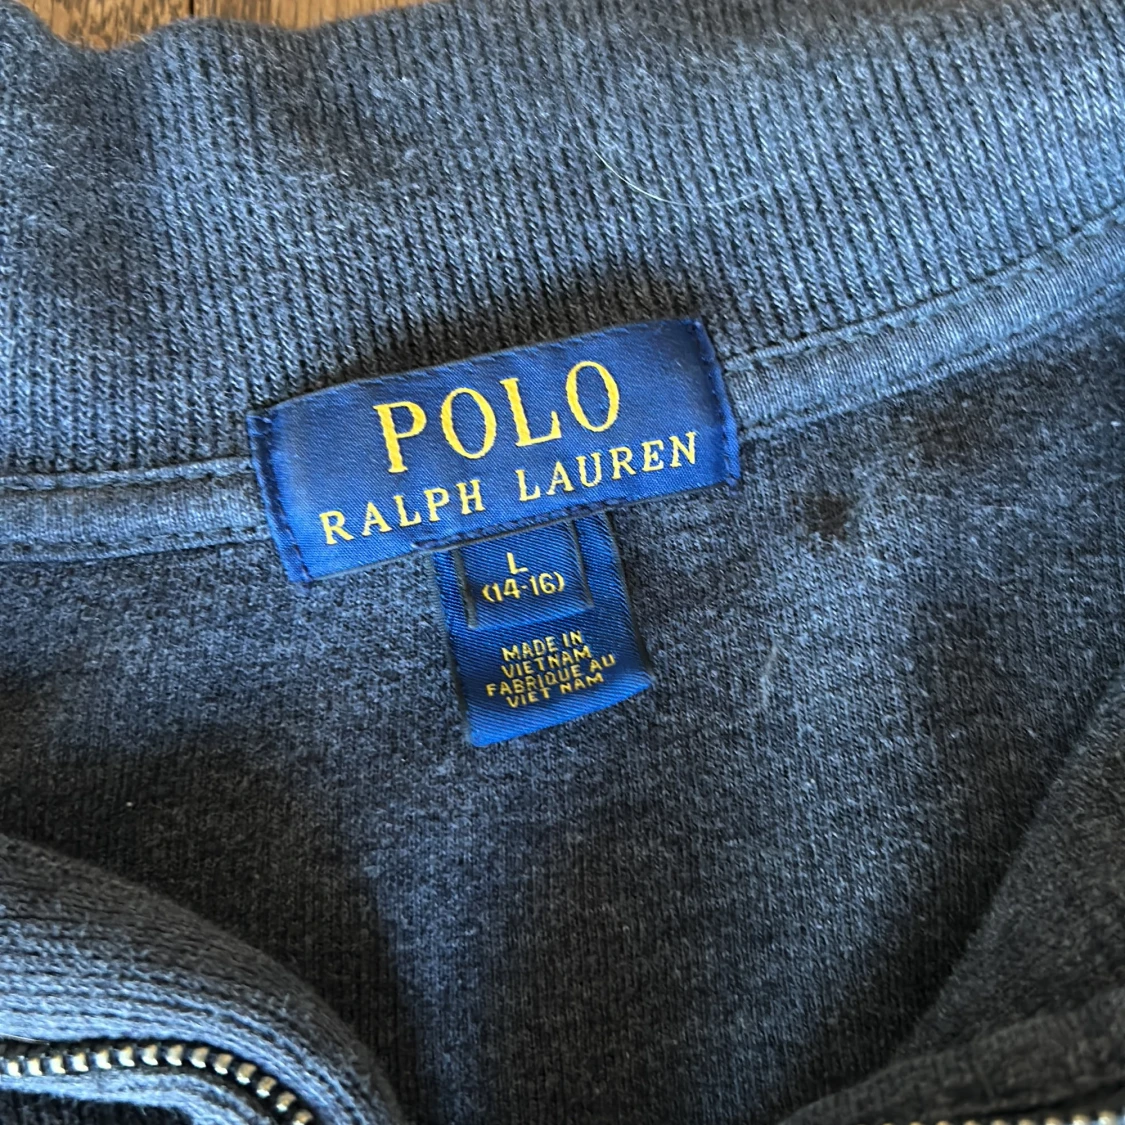 POLO
RALPH LAUREN
L
(14-16)
MADE IN
VIETNAM
FABRIQUE AU
VIET NAM